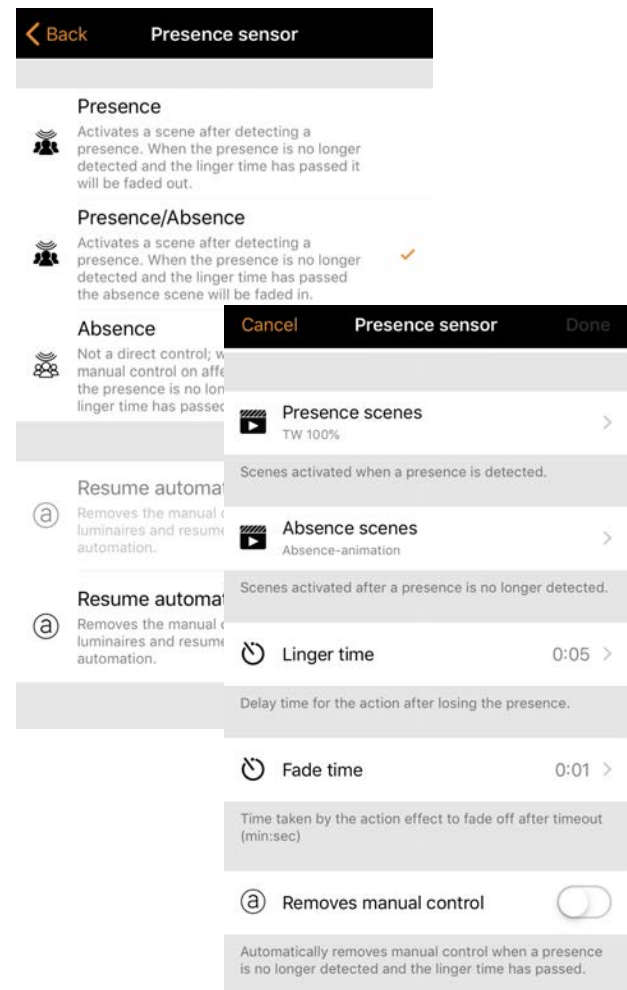 Back Presence sensor
Presence
Activates a scene after detecting a
presence. When the presence is no longer
detected and the linger time has passed it
will be faded out.
Presence/Absence
Activates a scene after detecting a
presence. When the presence is no longer
detected and the linger time has passed
the absence scene will be faded in.
Absence
Not a direct control;
manual control on
the presence is no
linger time has
Resume
Removes the manual
luminaires and
automation.
Resume
Removes the manual
luminaires and
automation.
Cancel Presence sensor Done
Presence scenes
TW 100%
Scenes activated when a presence is detected.
Absence scenes
Absence-animation
Scenes activated after a presence is no longer detected.
Linger time 0:05
Delay time for the action after losing the presence.
Fade time 0:01
Time taken by the action effect to fade off after timeout
(min:sec)
a Removes manual control
Automatically removes manual control when a presence
is no longer detected and the linger time has passed.